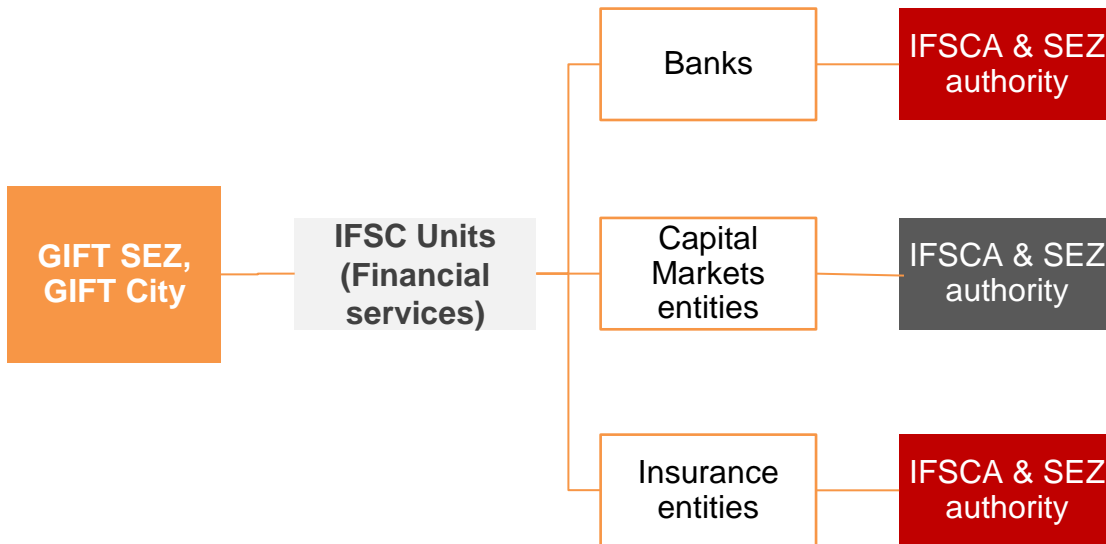 GIFT SEZ,
GIFT City
IFSC Units
(Financial
services)
Banks
IFSCA & SEZ
authority
Capital
Markets
entities
IFSCA & SEZ
authority
Insurance
entities
IFSCA & SEZ
authority